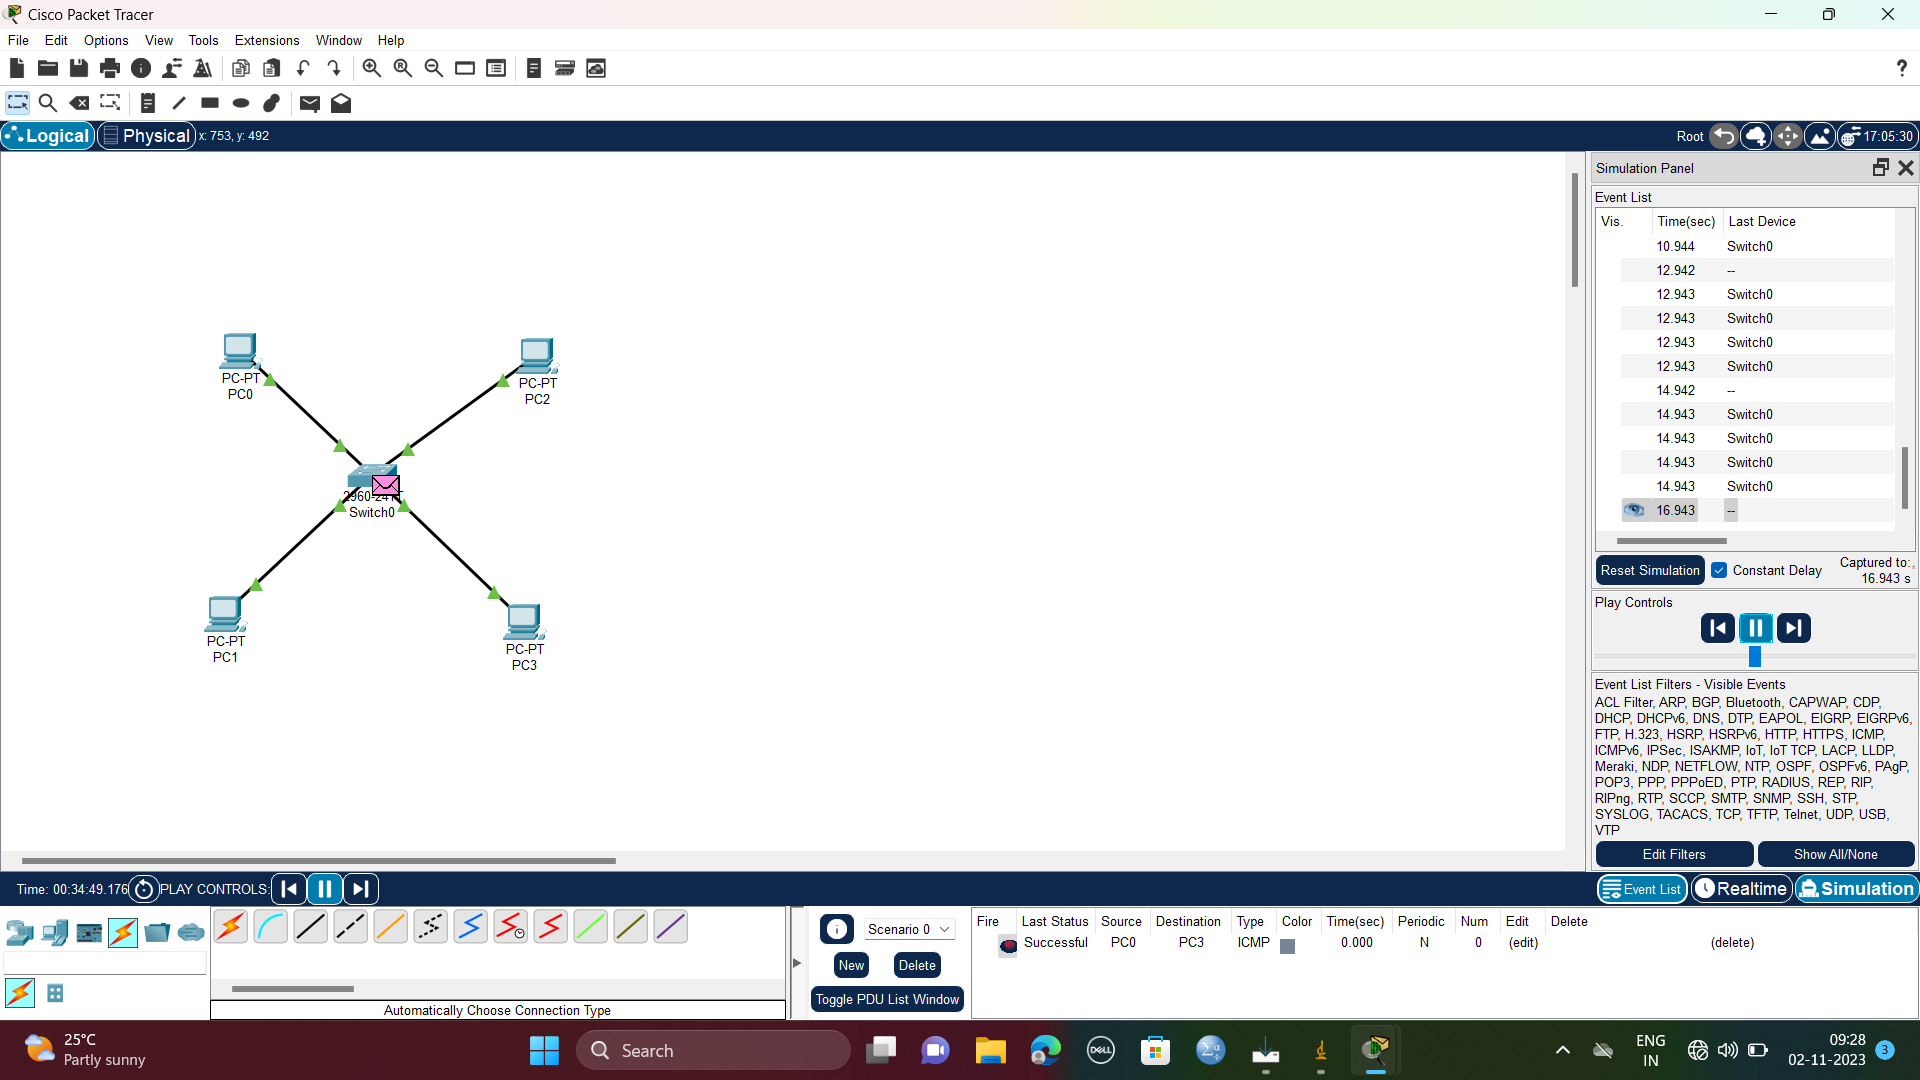 Cisco Packet Tracer
File Edit Options View Tools Extensions Window Help
?
Logical Physical x: 753, y: 492 Root 17:05:30
Simulation Panel
Event List
Vis. Time(sec) Last Device
10.944 Switch0
12.942 --
12.943 Switch0
12.943 Switch0
12.943 Switch0
12.943 Switch0
14.942 --
14.943 Switch0
14.943 Switch0
14.943 Switch0
14.943 Switch0
16.943 --
Reset Simulation Constant Delay Captured to:
16.943 s
Play Controls
Event List Filters - Visible Events
ACL Filter, ARP, BGP, Bluetooth, CAPWAP, CDP,
DHCP, DHCPv6, DNS, DTP, EAPOL, EIGRP, EIGRPv6,
FTP, H.323, HSRP, HSRPv6, HTTP, HTTPS, ICMP,
ICMPv6, IPSec, ISAKMP, IoT, IoT TCP, LACP, LLDP,
Meraki, NDP, NETFLOW, NTP, OSPF, OSPFv6, PAgP,
POP3, PPP, PPPoED, PTP, RADIUS, REP, RIP,
RIPng, RTP, SCCP, SMTP, SNMP, SSH, STP,
SYSLOG, TACACS, TCP, TFTP, Telnet, UDP, USB,
VTP
Edit Filters Show All/None
PC-PT
PC0
PC-PT
PC2
Switch0
PC-PT
PC1
PC-PT
PC3
Time: 00:34:49.176 PLAY CONTROLS: Event List Realtime Simulation
Automatically Choose Connection Type
Scenario 0
New Delete
Toggle PDU List Window
Fire Last Status Source Destination Type Color Time(sec) Periodic Num Edit Delete
Successful PC0 PC3 ICMP 0.000 N 0 (edit) (delete)
25°C
Partly sunny
Search
DELL
ENG
IN
09:28
02-11-2023
3